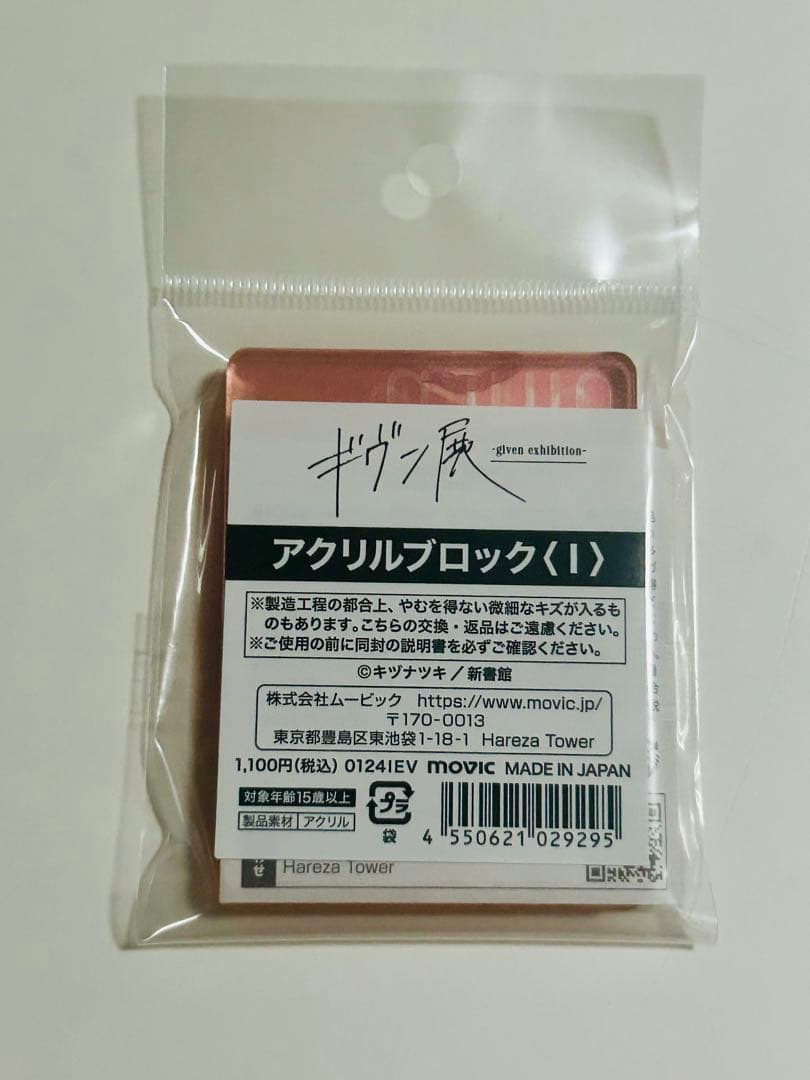 ギヴン展 -given exhibition-
アクリルブロック〈I〉
※製造工程の都合上、やむを得ない微細なキズが入るも
のもあります。こちらの交換・返品はご遠慮ください。
※ご使用の前に同封の説明書を必ずご確認ください。
©キヅナツキ／新書館
株式会社ムービック https://www.movic.jp/
〒170-0013
東京都豊島区東池袋1-18-1 Hareza Tower
1,100円(税込) 0124IEV movic MADE IN JAPAN
対象年齢15歳以上
製品素材 アクリル
プラ
袋
4 550621 029295
わせ
Hareza Tower